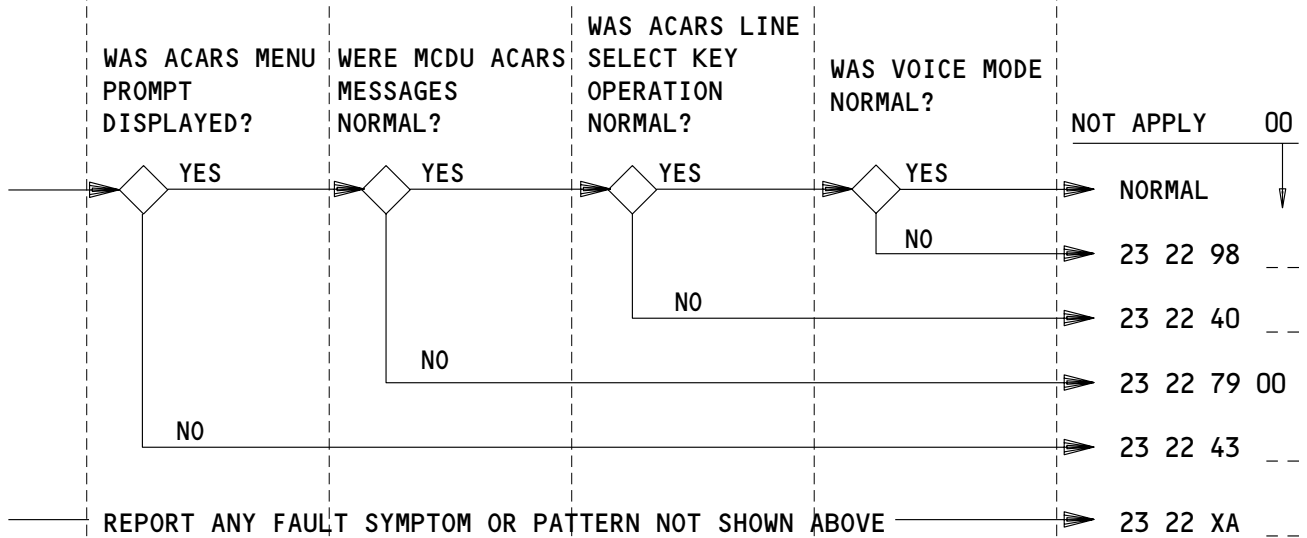 WAS ACARS MENU
PROMPT
DISPLAYED?
WERE MCDU ACARS
MESSAGES
NORMAL?
WAS ACARS LINE
SELECT KEY
OPERATION
NORMAL?
WAS VOICE MODE
NORMAL?
NOT APPLY 00
YES
YES
YES
YES
NORMAL
NO
23 22 98 _ _
NO
23 22 40 _ _
NO
23 22 79 00
NO
23 22 43 _ _
REPORT ANY FAULT SYMPTOM OR PATTERN NOT SHOWN ABOVE
23 22 XA _ _